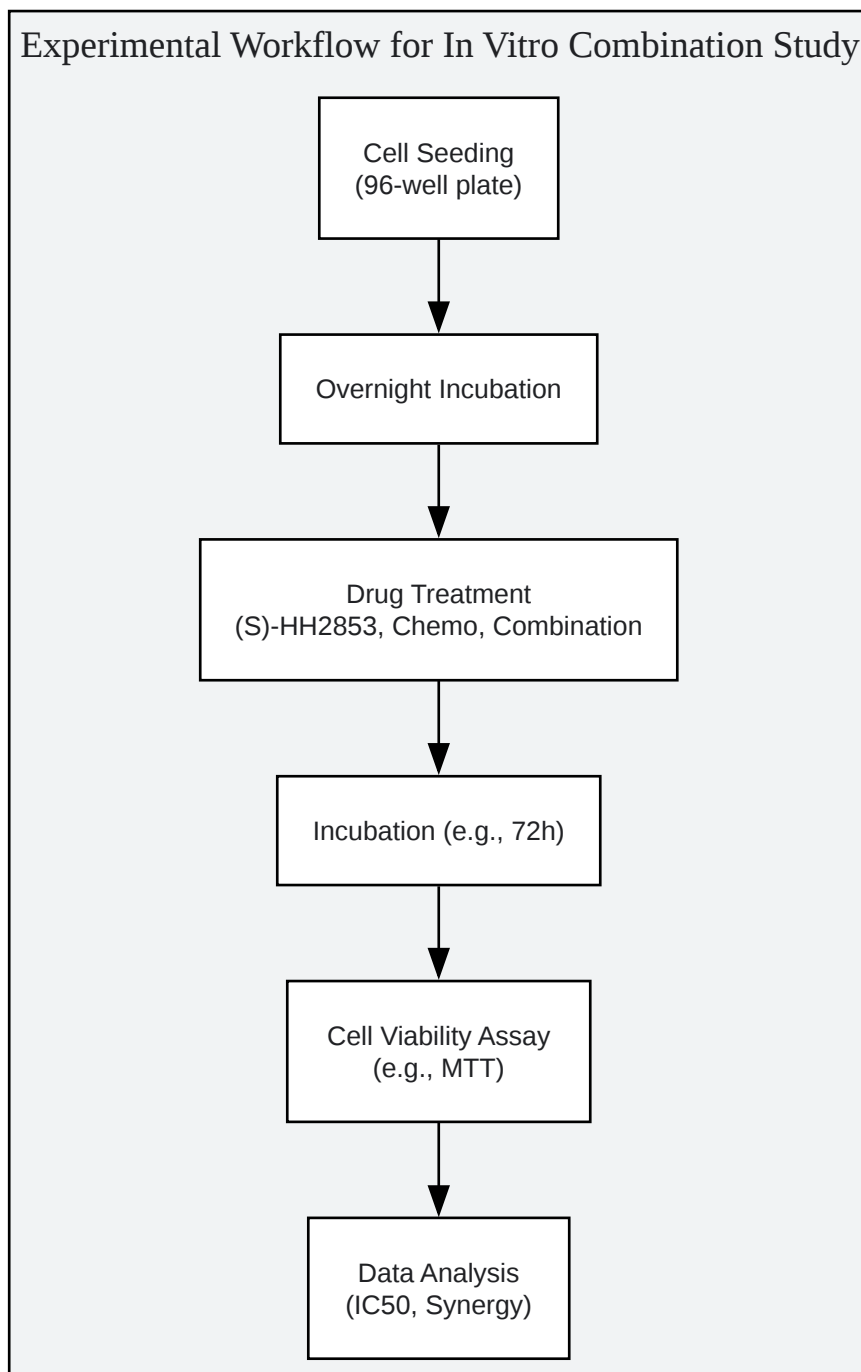 Experimental Workflow for In Vitro Combination Study
Cell Seeding
(96-well plate)
Overnight Incubation
Drug Treatment
(S)-HH2853, Chemo, Combination
Incubation (e.g., 72h)
Cell Viability Assay
(e.g., MTT)
Data Analysis
(IC50, Synergy)